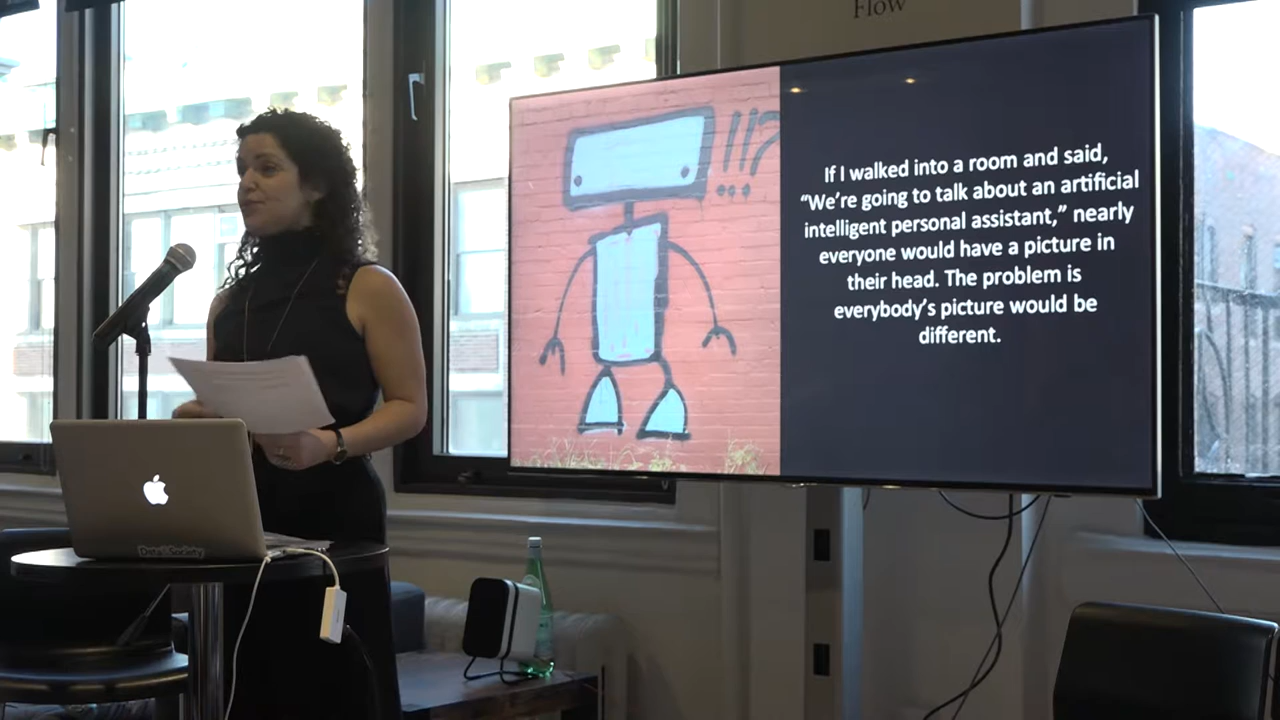 Flow
!!?
If I walked into a room and said,
“We’re going to talk about an artificial
intelligent personal assistant,” nearly
everyone would have a picture in
their head. The problem is
everybody’s picture would be
different.
Data&Society